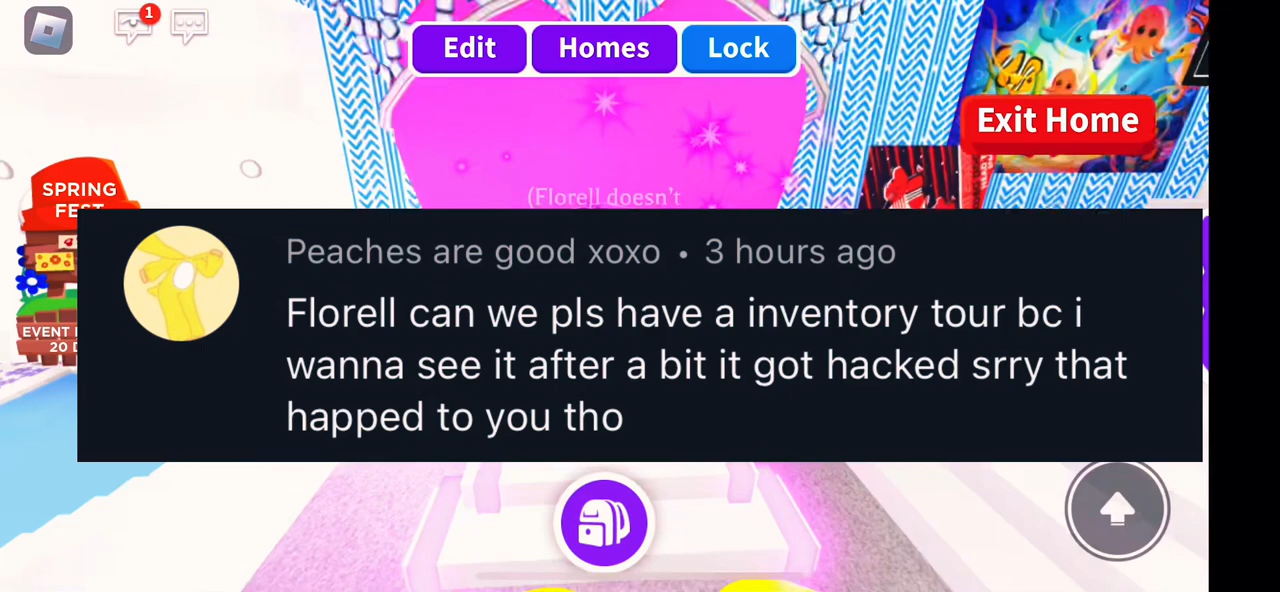 1
Edit
Homes
Lock
Exit Home
SPRING
FES
(Florell doesn't
EVENT
20 D
Peaches are good xoxo • 3 hours ago
Florell can we pls have a inventory tour bc i
wanna see it after a bit it got hacked srry that
happed to you tho